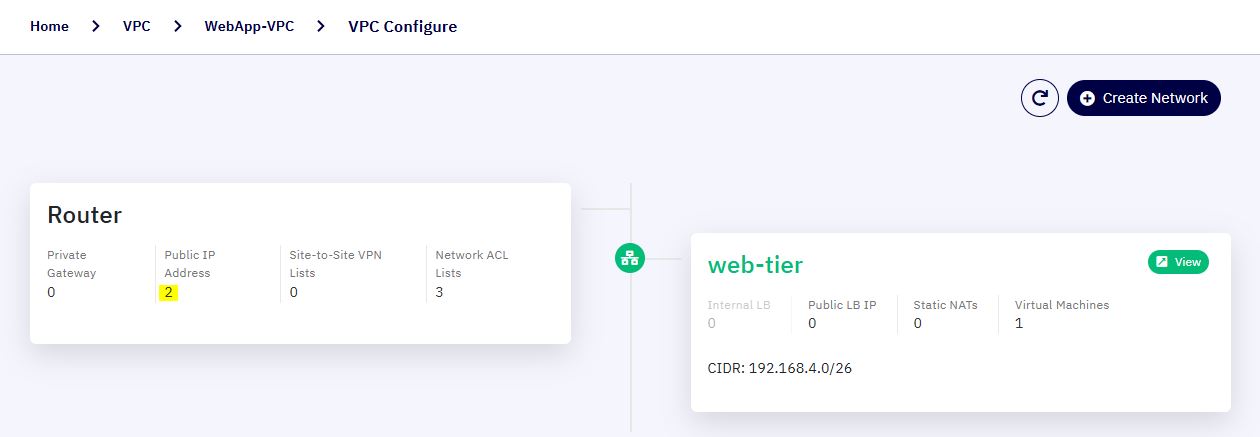 Home > VPC > WebApp-VPC > VPC Configure
Create Network
Router
Private Gateway
0
Public IP Address
2
Site-to-Site VPN Lists
0
Network ACL Lists
3
web-tier
View
Internal LB
0
Public LB IP
0
Static NATs
0
Virtual Machines
1
CIDR: 192.168.4.0/26